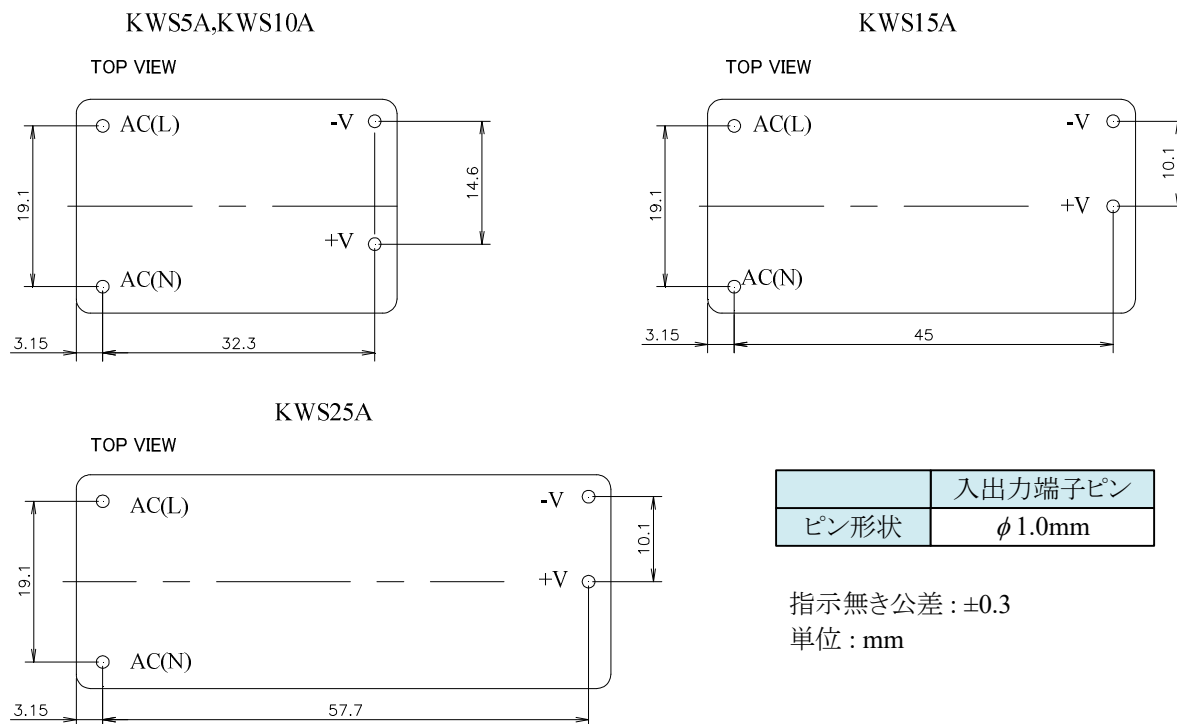 KWS5A,KWS10A
TOP VIEW
AC(L)
-V
19.1
14.6
+V
AC(N)
3.15
32.3
KWS15A
TOP VIEW
AC(L)
-V
10.1
19.1
+V
AC(N)
3.15
45
KWS25A
TOP VIEW
AC(L)
-V
10.1
19.1
+V
AC(N)
3.15
57.7
入出力端子ピン
ピン形状 φ1.0mm
指示無き公差 : ±0.3
単位 : mm